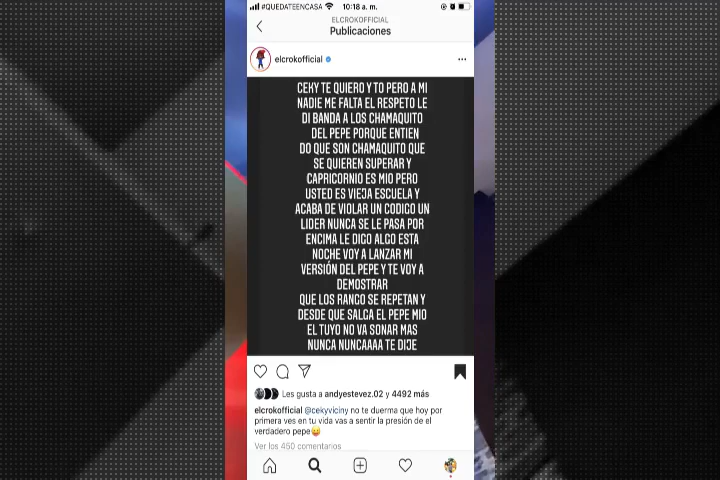 #QUEDATEENCASA
10:18 a. m.
ELCROKOFFICIAL
Publicaciones
elcrokofficial
CEKY TE QUIERO Y TO PERO A MI
NADIE ME FALTA EL RESPETO LE
DI BANDA A LOS CHAMAQUITO
DEL PEPE PORQUE ENTIEN
DO QUE SON CHAMAQUITO QUE
SE QUIEREN SUPERAR Y
CAPRICORNIO ES MIO PERO
USTED ES VIEJA ESCUELA Y
ACABA DE VIOLAR UN CODIGO UN
LIDER NUNCA SE LE PASA POR
ENCIMA LE DIGO ALGO ESTA
NOCHE VOY A LANZAR MI
VERSIÓN DEL PEPE Y TE VOY A
DEMOSTRAR
QUE LOS RANGO SE REPETAN Y
DESDE QUE SALGA EL PEPE MIO
EL TUYO NO VA SONAR MAS
NUNCA NUNCAAAA TE DIJE
Les gusta a andyestevez.02 y 4492 más
elcrokofficial @cekyviciny no te duerma que hoy por
primera ves en tu vida vas a sentir la presión de el
verdadero pepe😝
Ver los 450 comentarios